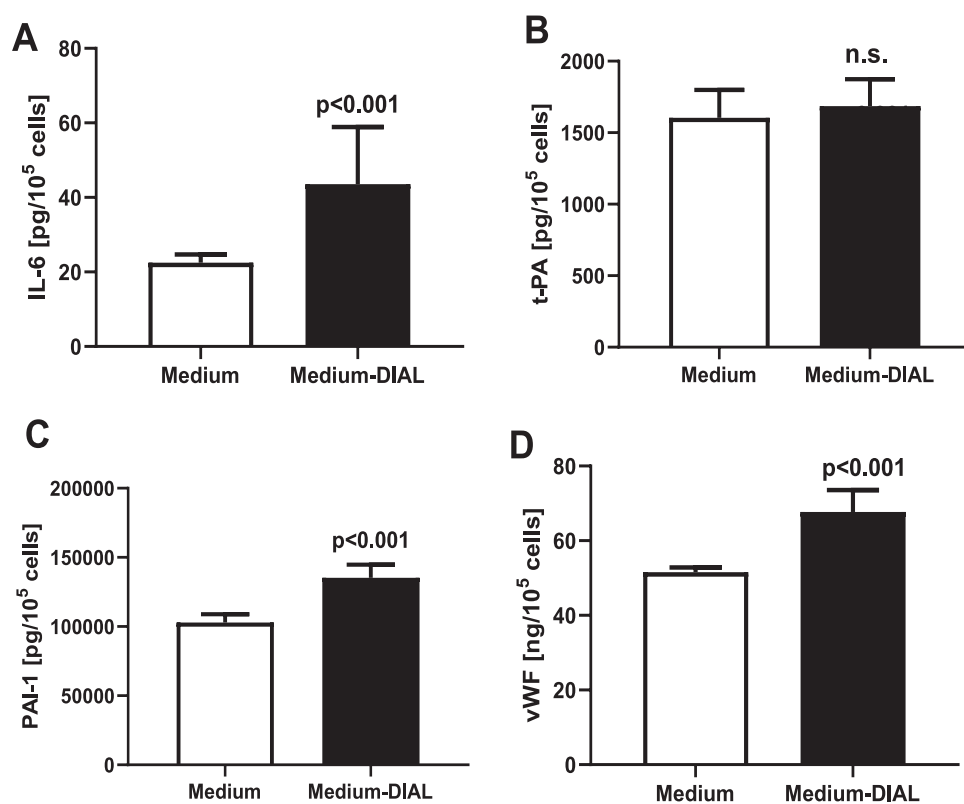 A
IL-6 [pg/10⁵ cells]
80
60
40
20
0
p<0.001
Medium
Medium-DIAL
B
t-PA [pg/10⁵ cells]
2000
1500
1000
500
0
n.s.
Medium
Medium-DIAL
C
PAI-1 [pg/10⁵ cells]
200000
150000
100000
50000
0
p<0.001
Medium
Medium-DIAL
D
vWF [ng/10⁵ cells]
80
60
40
20
0
p<0.001
Medium
Medium-DIAL